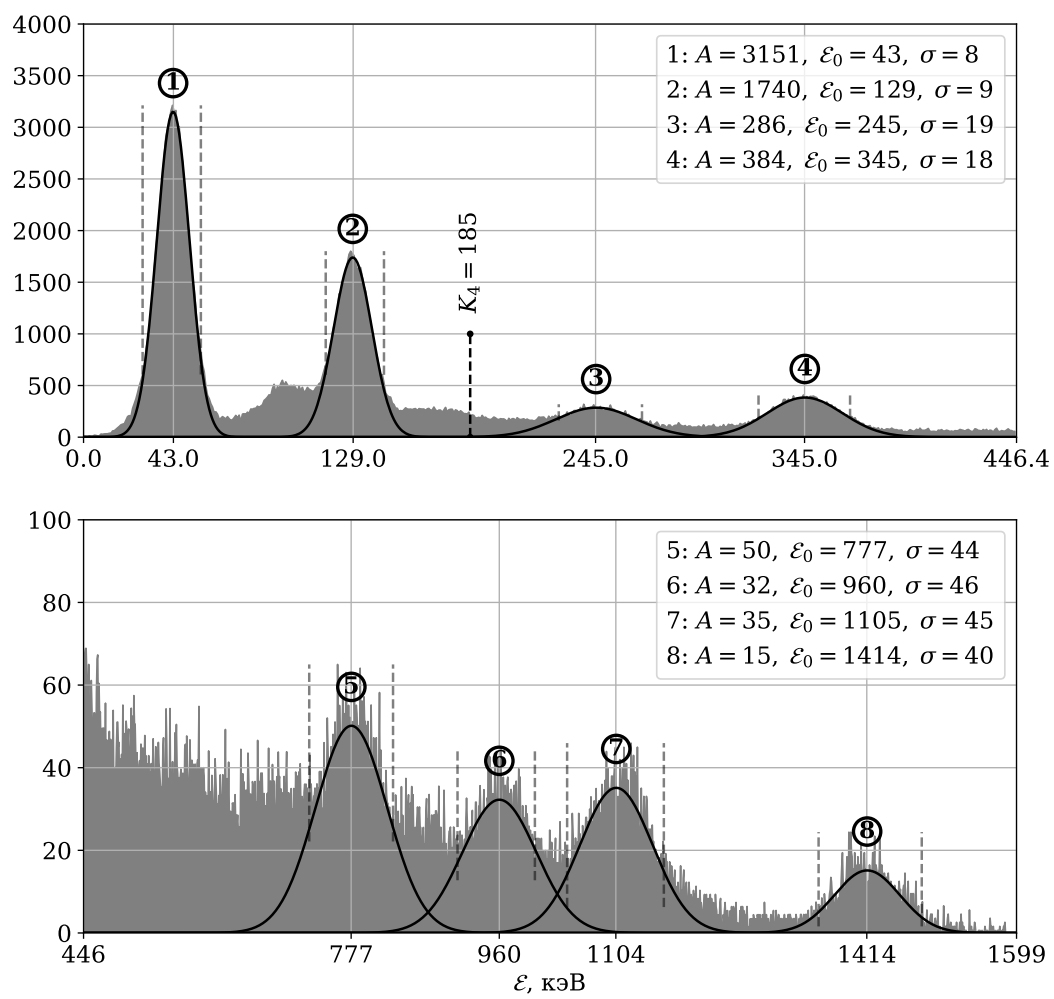 4000
3500
3000
2500
2000
1500
1000
500
0
1
2
3
4
K₄ = 185
1: A = 3151, ℰ₀ = 43, σ = 8
2: A = 1740, ℰ₀ = 129, σ = 9
3: A = 286, ℰ₀ = 245, σ = 19
4: A = 384, ℰ₀ = 345, σ = 18
0.0 43.0 129.0 245.0 345.0 446.4
100
80
60
40
20
0
5
6
7
8
5: A = 50, ℰ₀ = 777, σ = 44
6: A = 32, ℰ₀ = 960, σ = 46
7: A = 35, ℰ₀ = 1105, σ = 45
8: A = 15, ℰ₀ = 1414, σ = 40
446 777 960 1104 1414 1599
ℰ, кэВ